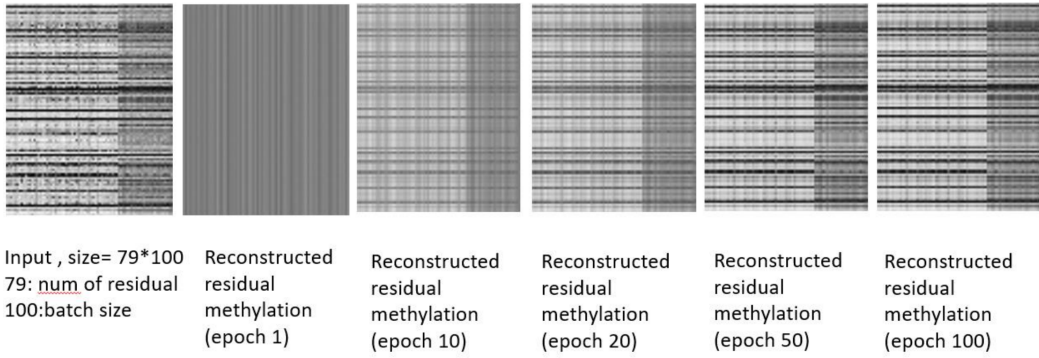 Input , size= 79*100
79: num of residual
100:batch size
Reconstructed
residual
methylation
(epoch 1)
Reconstructed
residual
methylation
(epoch 10)
Reconstructed
residual
methylation
(epoch 20)
Reconstructed
residual
methylation
(epoch 50)
Reconstructed
residual
methylation
(epoch 100)